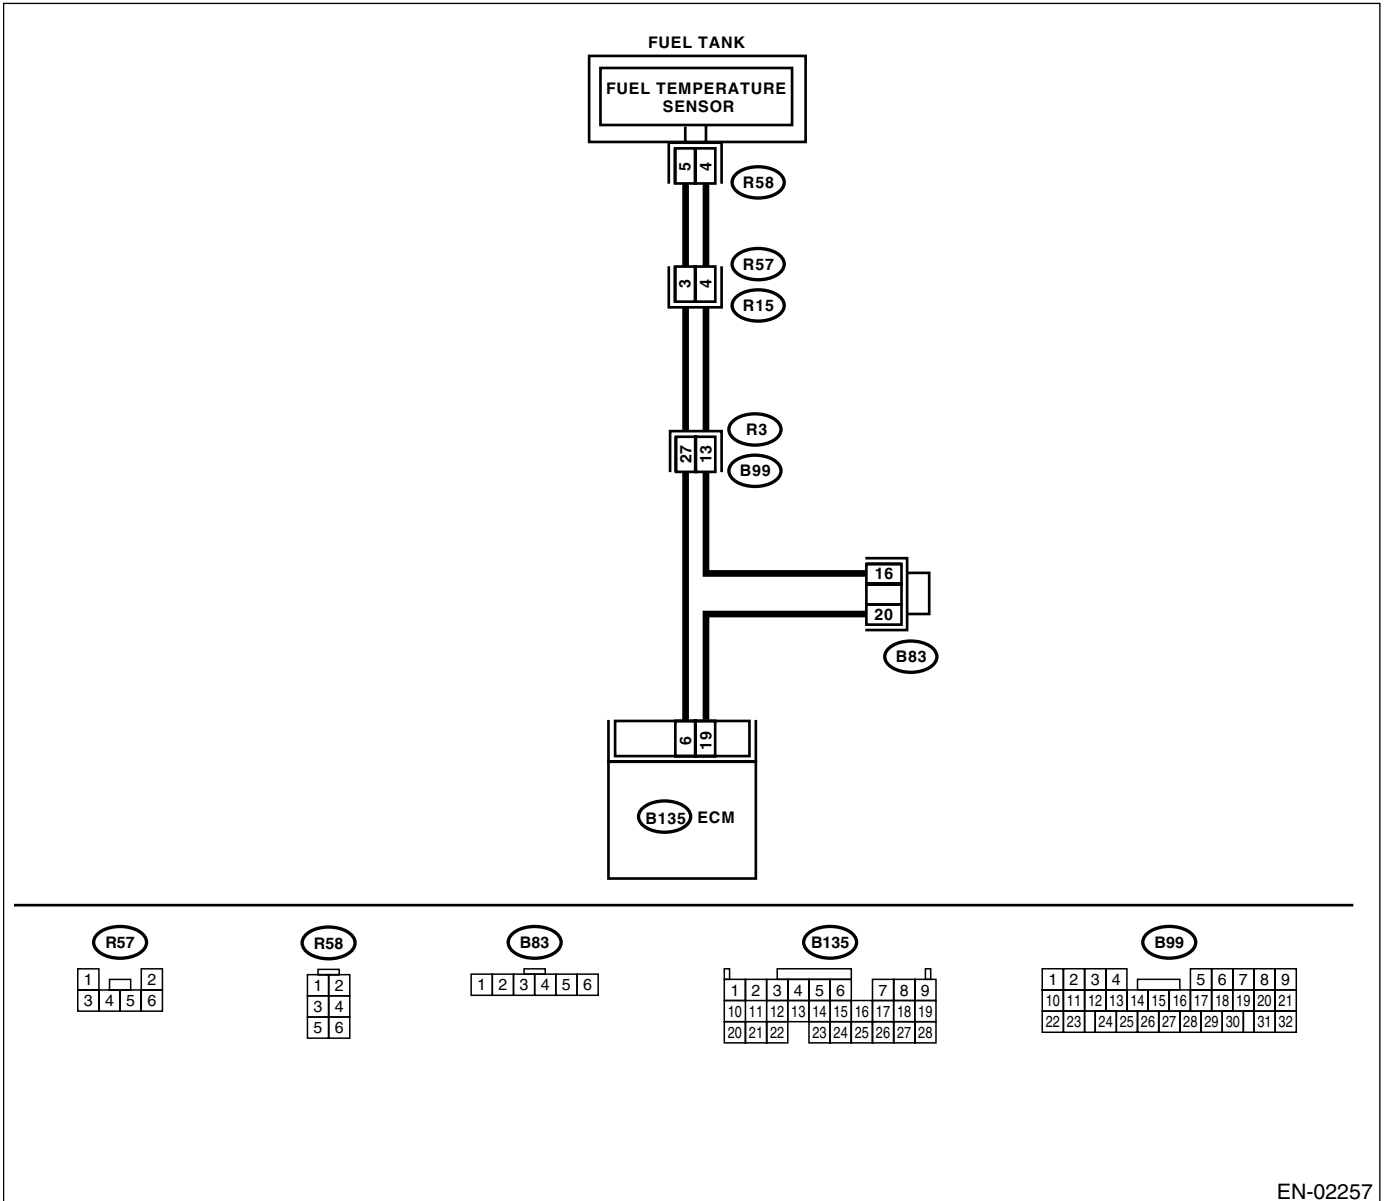 FUEL TANK
FUEL TEMPERATURE
SENSOR
5 4
R58
R57
3 4
R15
R3
27 13
B99
16
20
B83
6 19
B135 ECM
R57
1 2
3 4 5 6
R58
1 2
3 4
5 6
B83
1 2 3 4 5 6
B135
1 2 3 4 5 6 7 8 9
10 11 12 13 14 15 16 17 18 19
20 21 22 23 24 25 26 27 28
B99
1 2 3 4 5 6 7 8 9
10 11 12 13 14 15 16 17 18 19 20 21
22 23 24 25 26 27 28 29 30 31 32
EN-02257